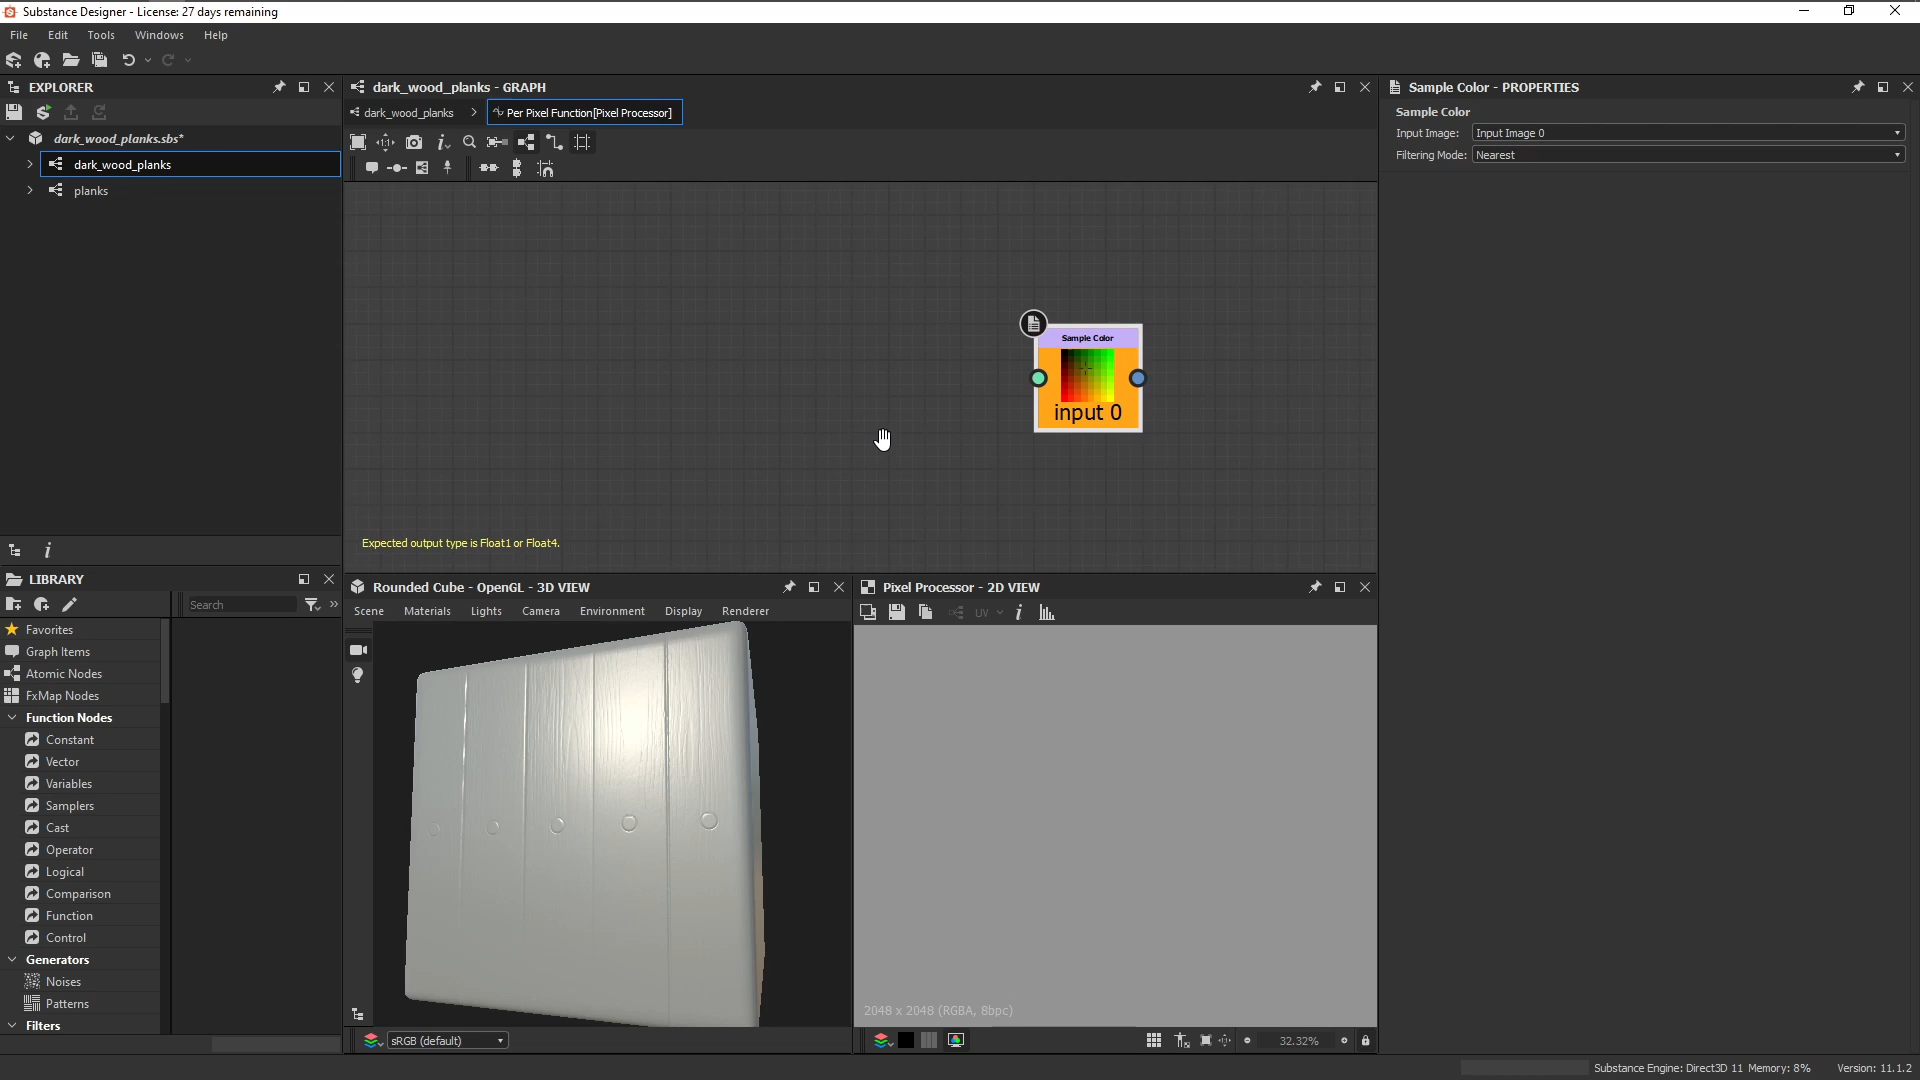 Substance Designer - License: 27 days remaining
File Edit Tools Windows Help
EXPLORER
dark_wood_planks.sbs*
dark_wood_planks
planks
LIBRARY
Search
Favorites
Graph Items
Atomic Nodes
FxMap Nodes
Function Nodes
Constant
Vector
Variables
Samplers
Cast
Operator
Logical
Comparison
Function
Control
Generators
Noises
Patterns
Filters
dark_wood_planks - GRAPH
dark_wood_planks > Per Pixel Function[Pixel Processor]
Sample Color
input 0
Expected output type is Float1 or Float4.
Rounded Cube - OpenGL - 3D VIEW
Scene Materials Lights Camera Environment Display Renderer
sRGB (default)
Pixel Processor - 2D VIEW
UV
2048 x 2048 (RGBA, 8bpc)
32.32%
Sample Color - PROPERTIES
Sample Color
Input Image: Input Image 0
Filtering Mode: Nearest
Substance Engine: Direct3D 11 Memory: 8% Version: 11.1.2